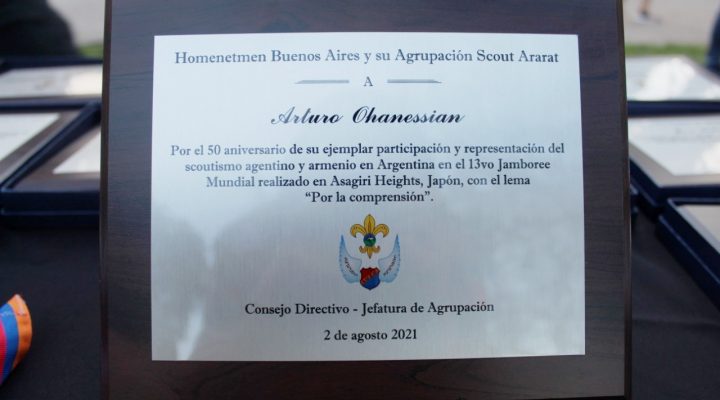 Homenetmen Buenos Aires y su Agrupación Scout Ararat
A
Arturo Ohanessian
Por el 50 aniversario de su ejemplar participación y representación del
scoutismo agentino y armenio en Argentina en el 13vo Jamboree
Mundial realizado en Asagiri Heights, Japón, con el lema
“Por la comprensión”.
Consejo Directivo - Jefatura de Agrupación
2 de agosto 2021